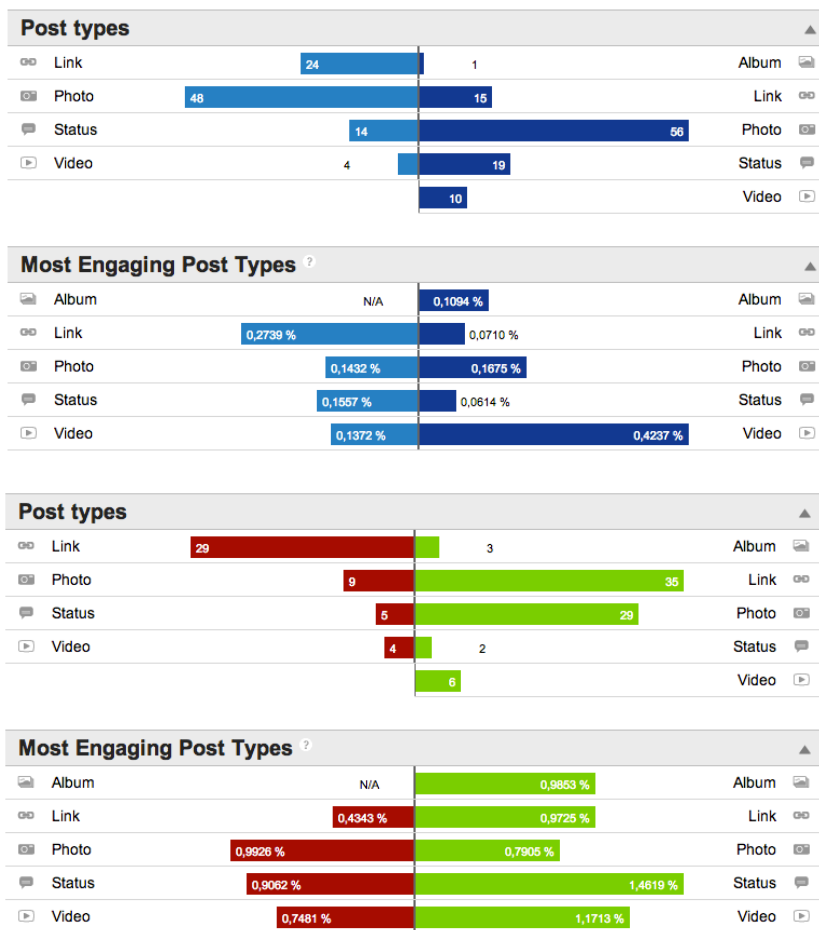 Post types
Link 24 1 Album
Photo 48 15 Link
Status 14 56 Photo
Video 4 19 Status
10 Video
Most Engaging Post Types ?
Album N/A 0,1094 % Album
Link 0,2739 % 0,0710 % Link
Photo 0,1432 % 0,1675 % Photo
Status 0,1557 % 0,0614 % Status
Video 0,1372 % 0,4237 % Video
Post types
Link 29 3 Album
Photo 9 35 Link
Status 5 29 Photo
Video 4 2 Status
6 Video
Most Engaging Post Types ?
Album N/A 0,9853 % Album
Link 0,4343 % 0,9725 % Link
Photo 0,9926 % 0,7905 % Photo
Status 0,9062 % 1,4619 % Status
Video 0,7481 % 1,1713 % Video